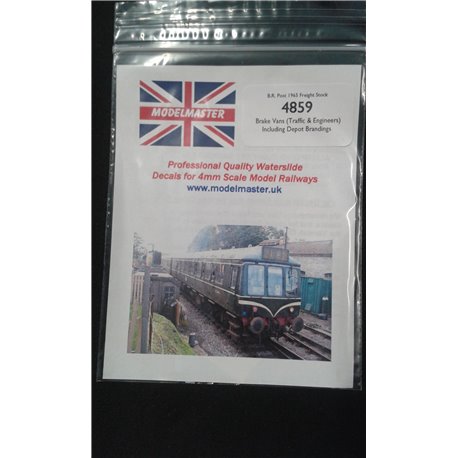 MODELMASTER
B.R. Post 1965 Freight Stock
4859
Brake Vans (Traffic & Engineers)
Including Depot Brandings
Professional Quality Waterslide
Decals for 4mm Scale Model Railways
www.modelmaster.uk